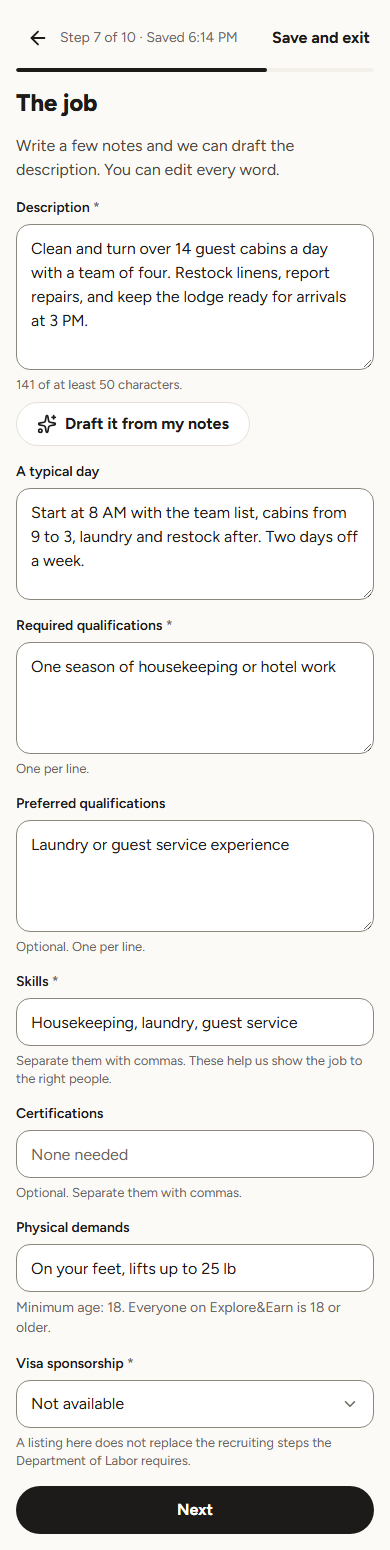 Step 7 of 10 · Saved 6:14 PM
Save and exit
The job
Write a few notes and we can draft the
description. You can edit every word.
Description *
Clean and turn over 14 guest cabins a day
with a team of four. Restock linens, report
repairs, and keep the lodge ready for arrivals
at 3 PM.
141 of at least 50 characters.
Draft it from my notes
A typical day
Start at 8 AM with the team list, cabins from
9 to 3, laundry and restock after. Two days off
a week.
Required qualifications *
One season of housekeeping or hotel work
One per line.
Preferred qualifications
Laundry or guest service experience
Optional. One per line.
Skills *
Housekeeping, laundry, guest service
Separate them with commas. These help us show the job to
the right people.
Certifications
None needed
Optional. Separate them with commas.
Physical demands
On your feet, lifts up to 25 lb
Minimum age: 18. Everyone on Explore&Earn is 18 or
older.
Visa sponsorship *
Not available
A listing here does not replace the recruiting steps the
Department of Labor requires.
Next